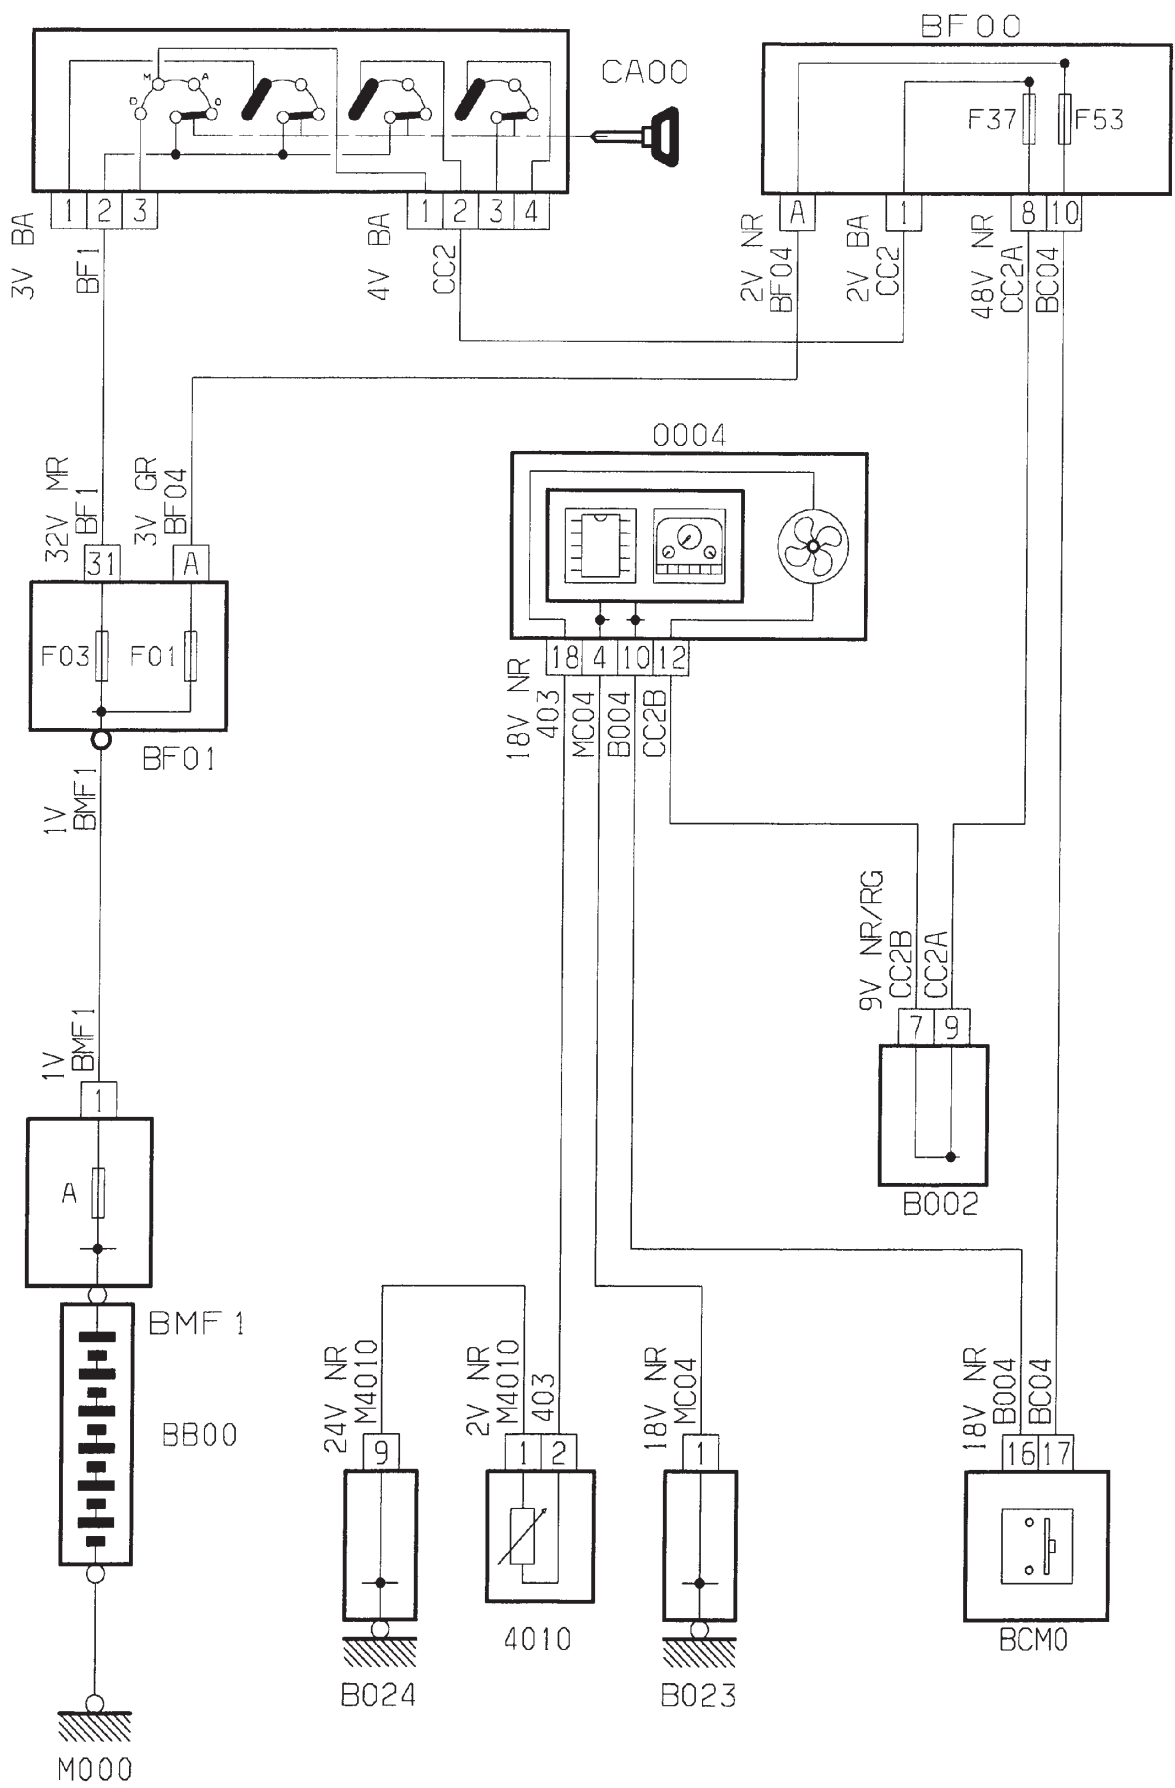 BF00
CA00
M
A
D
O
F37
F53
1 2 3
1 2 3 4
A
1
8 10
3V BA
BF1
4V BA
CC2
2V NR
BF04
2V BA
CC2
48V NR
CC2A
BC04
0004
32V MR
BF1
3V GR
BF04
31
A
F03
F01
BF01
18 4 10 12
18V NR
403
MC04
B004
CC2B
1V
BMF1
9V NR/RG
CC2B
CC2A
7 9
B002
1V
BMF1
1
A
BMF1
BB00
24V NR
M4010
2V NR
M4010
403
18V NR
MC04
18V NR
B004
BC04
9
1 2
1
16 17
4010
BCM0
B024
B023
M000